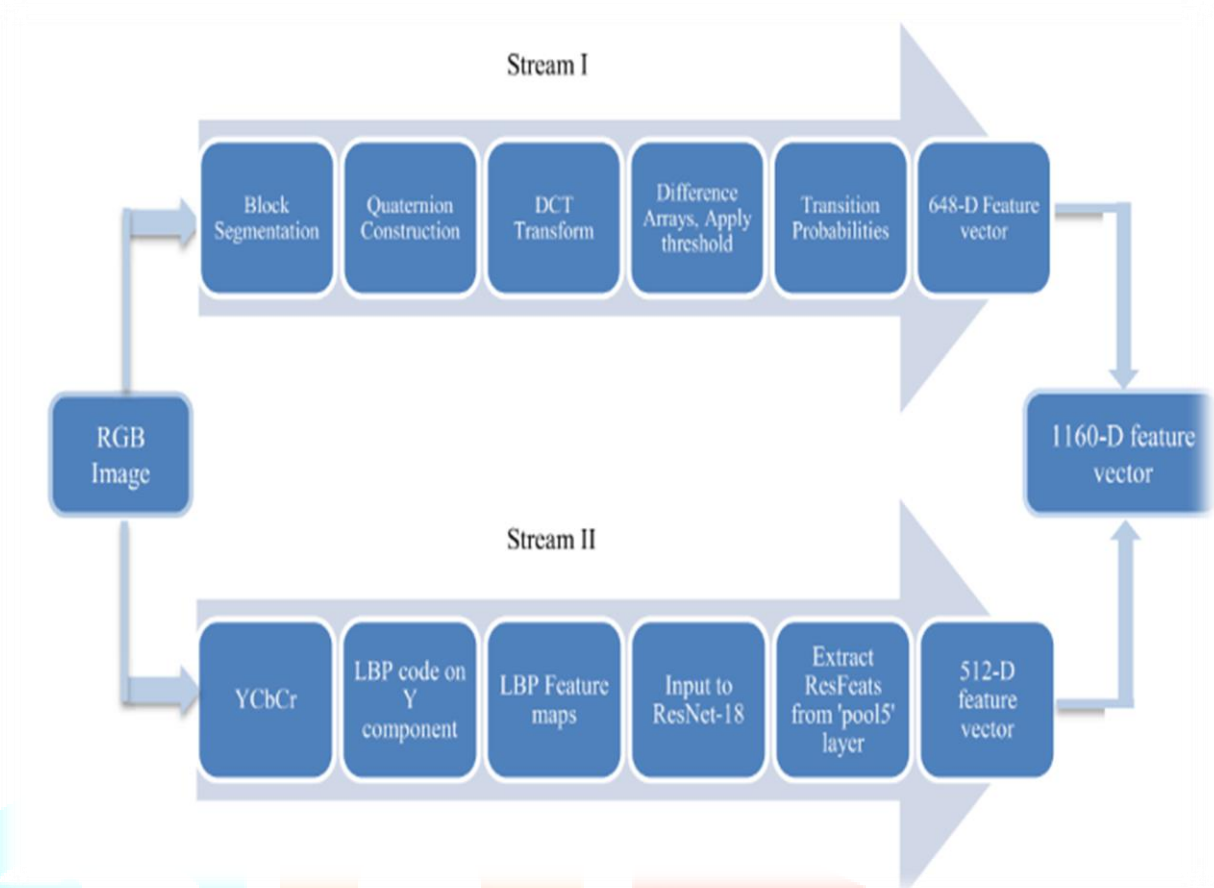 Stream I
Block
Segmentation
Quaternion
Construction
DCT
Transform
Difference
Arrays, Apply
threshold
Transition
Probabilities
648-D Feature
vector
RGB
Image
1160-D feature
vector
Stream II
YCbCr
LBP code on
Y
component
LBP Feature
maps
Input to
ResNet-18
Extract
ResFeats
from 'pool5'
layer
512-D
feature
vector